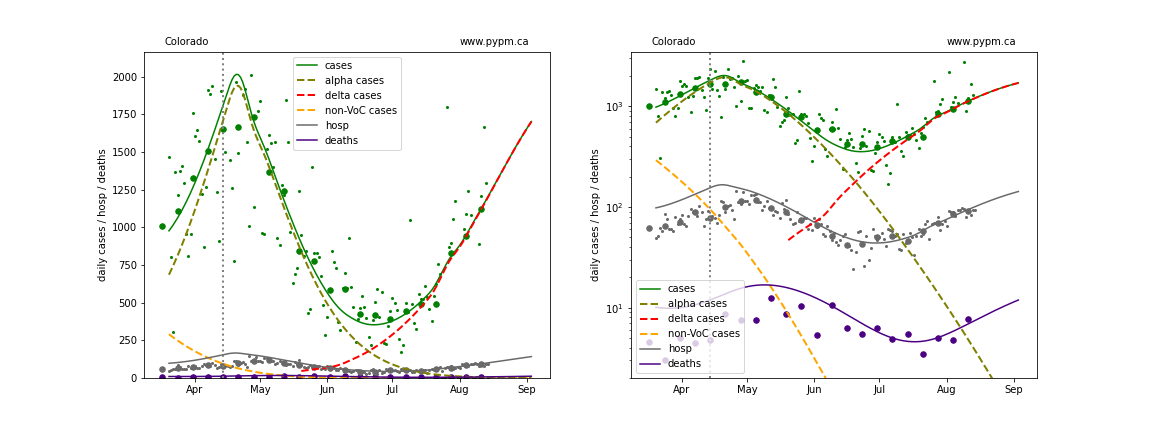 Colorado
www.pypm.ca
daily cases / hosp / deaths
2000
1750
1500
1250
1000
750
500
250
0
cases
alpha cases
delta cases
non-VoC cases
hosp
deaths
Apr May Jun Jul Aug Sep
Colorado
www.pypm.ca
daily cases / hosp / deaths
10³
10²
10¹
cases
alpha cases
delta cases
non-VoC cases
hosp
deaths
Apr May Jun Jul Aug Sep